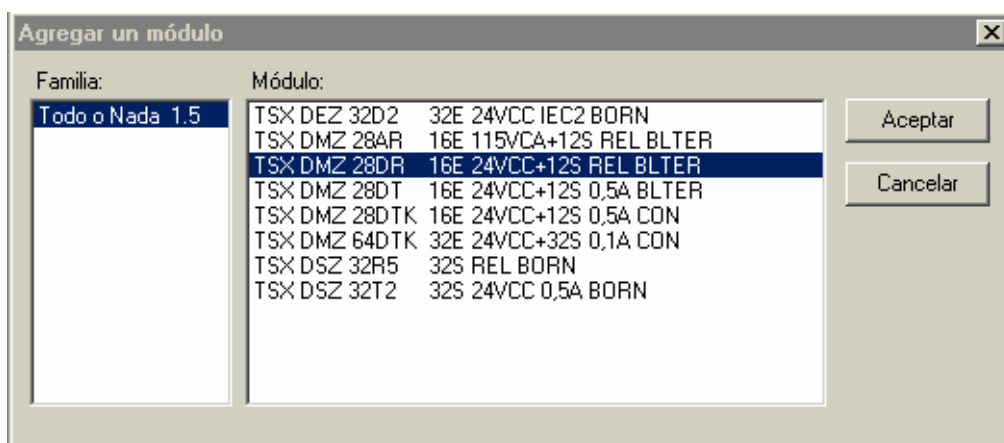 Agregar un módulo
Familia:
Módulo:
Todo o Nada 1.5
TSX DEZ 32D2 32E 24VCC IEC2 BORN
TSX DMZ 28AR 16E 115VCA+12S REL BLTER
TSX DMZ 28DR 16E 24VCC+12S REL BLTER
TSX DMZ 28DT 16E 24VCC+12S 0,5A BLTER
TSX DMZ 28DTK 16E 24VCC+12S 0,5A CON
TSX DMZ 64DTK 32E 24VCC+32S 0,1A CON
TSX DSZ 32R5 32S REL BORN
TSX DSZ 32T2 32S 24VCC 0,5A BORN
Aceptar
Cancelar